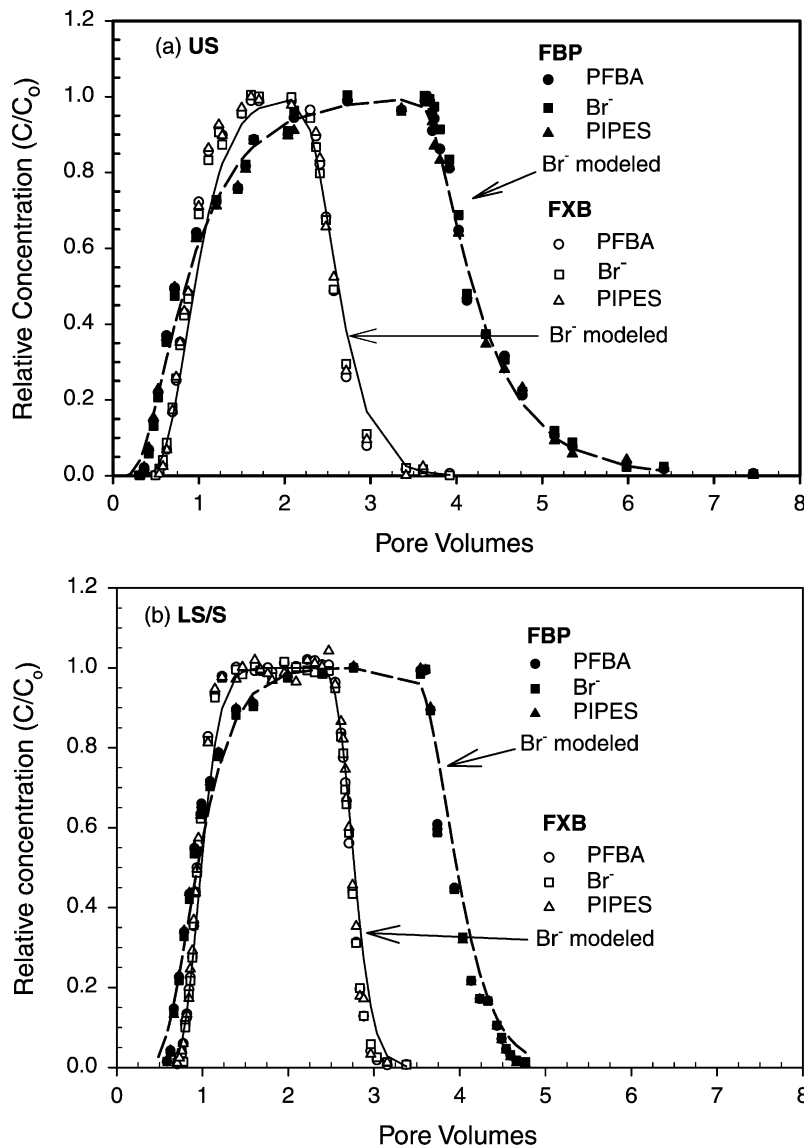 (a) US
1.2
1.0
0.8
0.6
0.4
0.2
0.0
Relative Concentration (C/Co)
FBP
PFBA
Br-
PIPES
Br- modeled
FXB
PFBA
Br-
PIPES
Br- modeled
0 1 2 3 4 5 6 7 8
Pore Volumes
(b) LS/S
1.2
1.0
0.8
0.6
0.4
0.2
0.0
Relative concentration (C/Co)
FBP
PFBA
Br-
PIPES
Br- modeled
FXB
PFBA
Br-
PIPES
Br- modeled
0 1 2 3 4 5 6 7 8
Pore Volumes